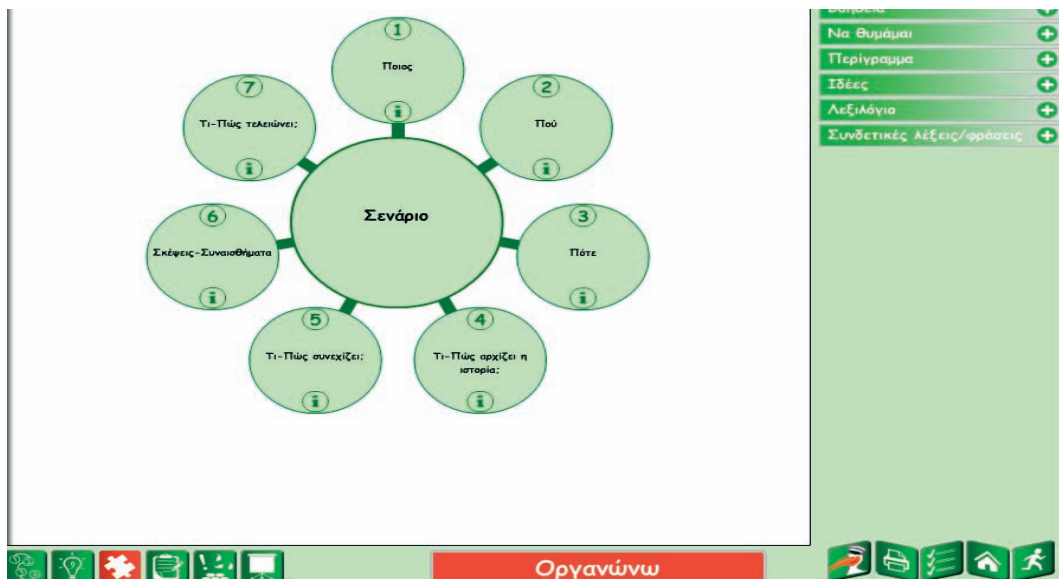 1
Ποιος
i
2
Πού
i
3
Πότε
i
4
Τι-Πώς αρχίζει η
ιστορία;
i
5
Τι-Πώς συνεχίζει;
i
6
Σκέψεις-Συναισθήματα
i
7
Τι-Πώς τελειώνει;
i
Σενάριο
Να θυμάμαι
Περίγραμμα
Ιδέες
Λεξιλόγιο
Συνδετικές λέξεις/φράσεις
Οργανώνω